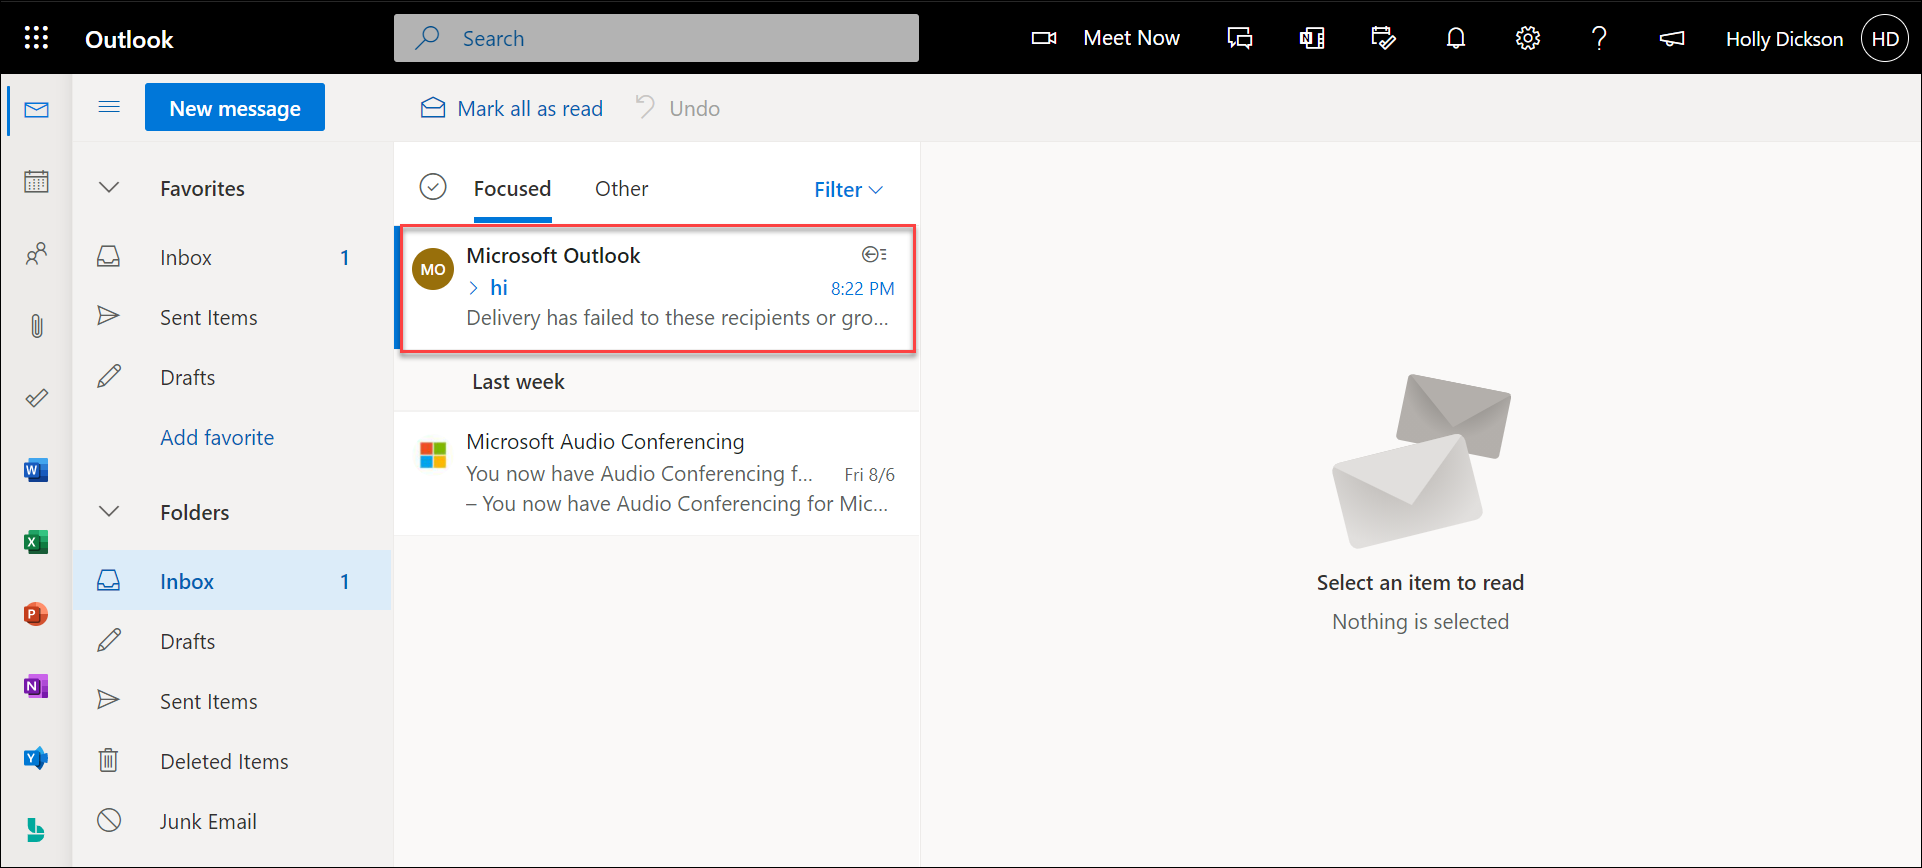 Outlook
Search
Meet Now
Holly Dickson
HD
New message
Mark all as read
Undo
Favorites
Inbox 1
Sent Items
Drafts
Add favorite
Folders
Inbox 1
Drafts
Sent Items
Deleted Items
Junk Email
Focused
Other
Filter
MO
Microsoft Outlook
hi
8:22 PM
Delivery has failed to these recipients or gro...
Last week
Microsoft Audio Conferencing
You now have Audio Conferencing f...
Fri 8/6
– You now have Audio Conferencing for Mic...
Select an item to read
Nothing is selected
W
X
P
N
Y
N